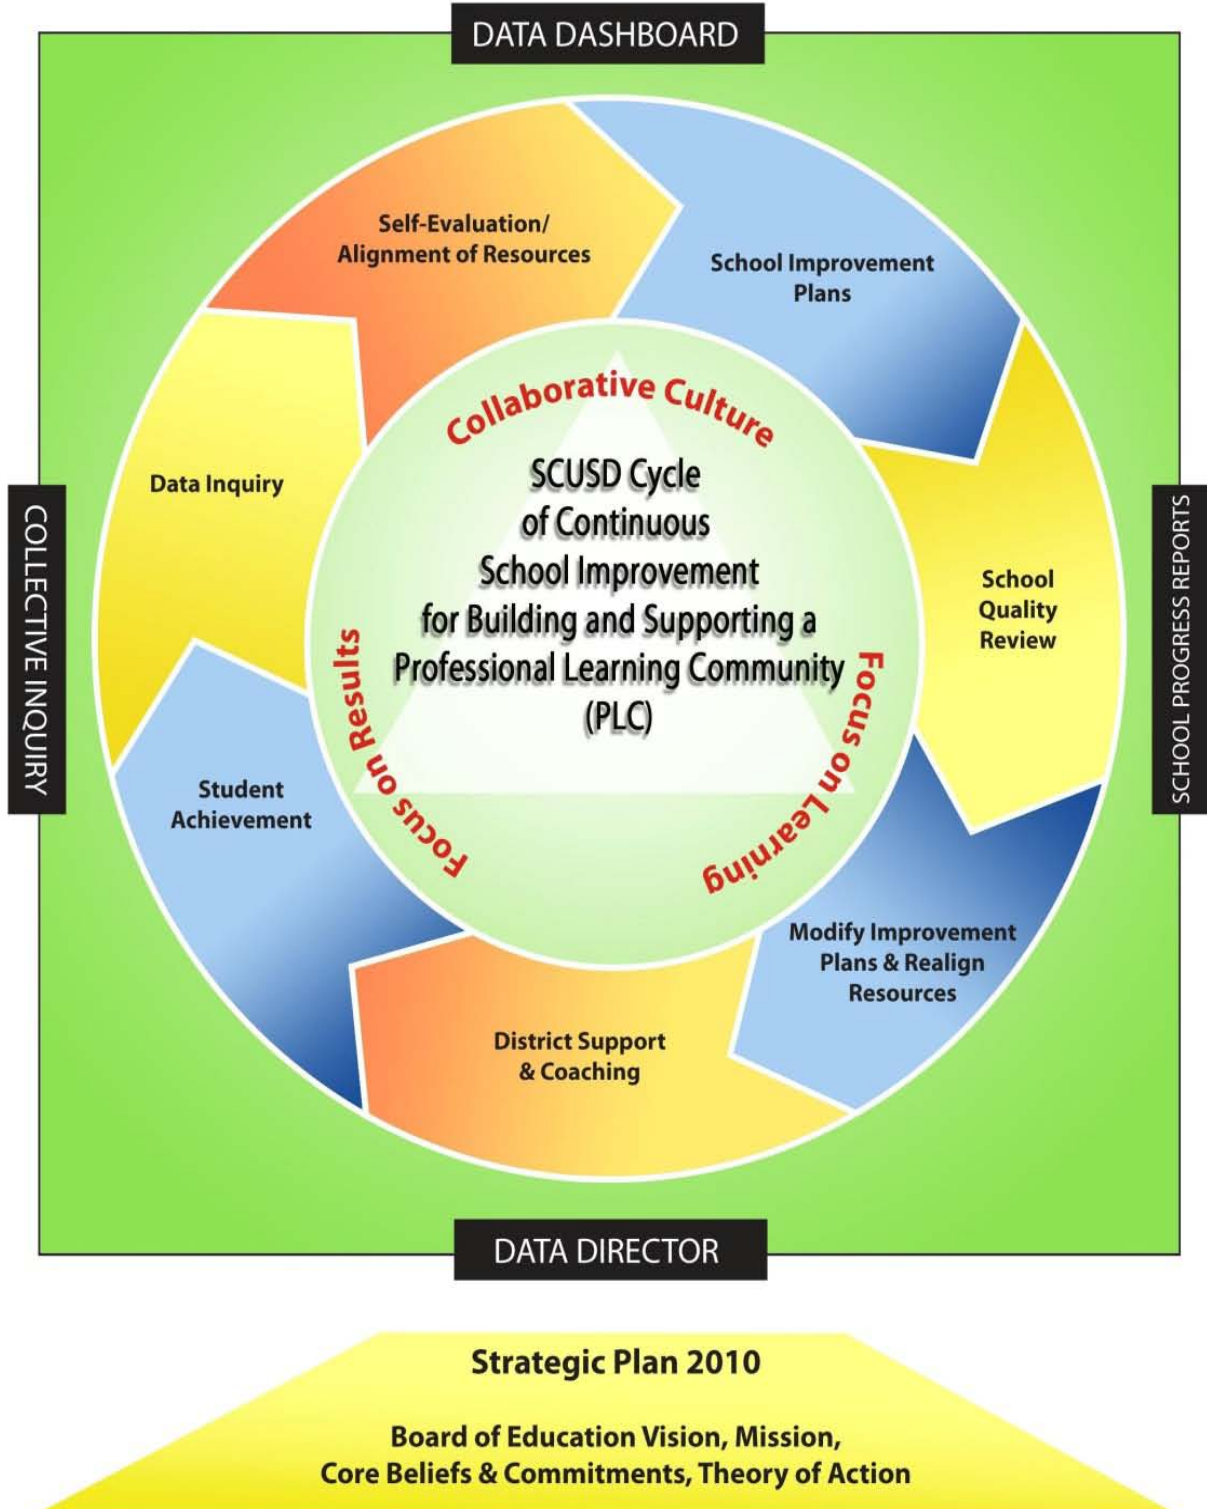 DATA DASHBOARD
Self-Evaluation/
Alignment of Resources
School Improvement
Plans
Data Inquiry
School
Quality
Review
Student
Achievement
Modify Improvement
Plans & Realign
Resources
District Support
& Coaching
Collaborative Culture
SCUSD Cycle
of Continuous
School Improvement
for Building and Supporting a
Professional Learning Community
(PLC)
Focus on Results
Focus on Learning
COLLECTIVE INQUIRY
SCHOOL PROGRESS REPORTS
DATA DIRECTOR
Strategic Plan 2010
Board of Education Vision, Mission,
Core Beliefs & Commitments, Theory of Action